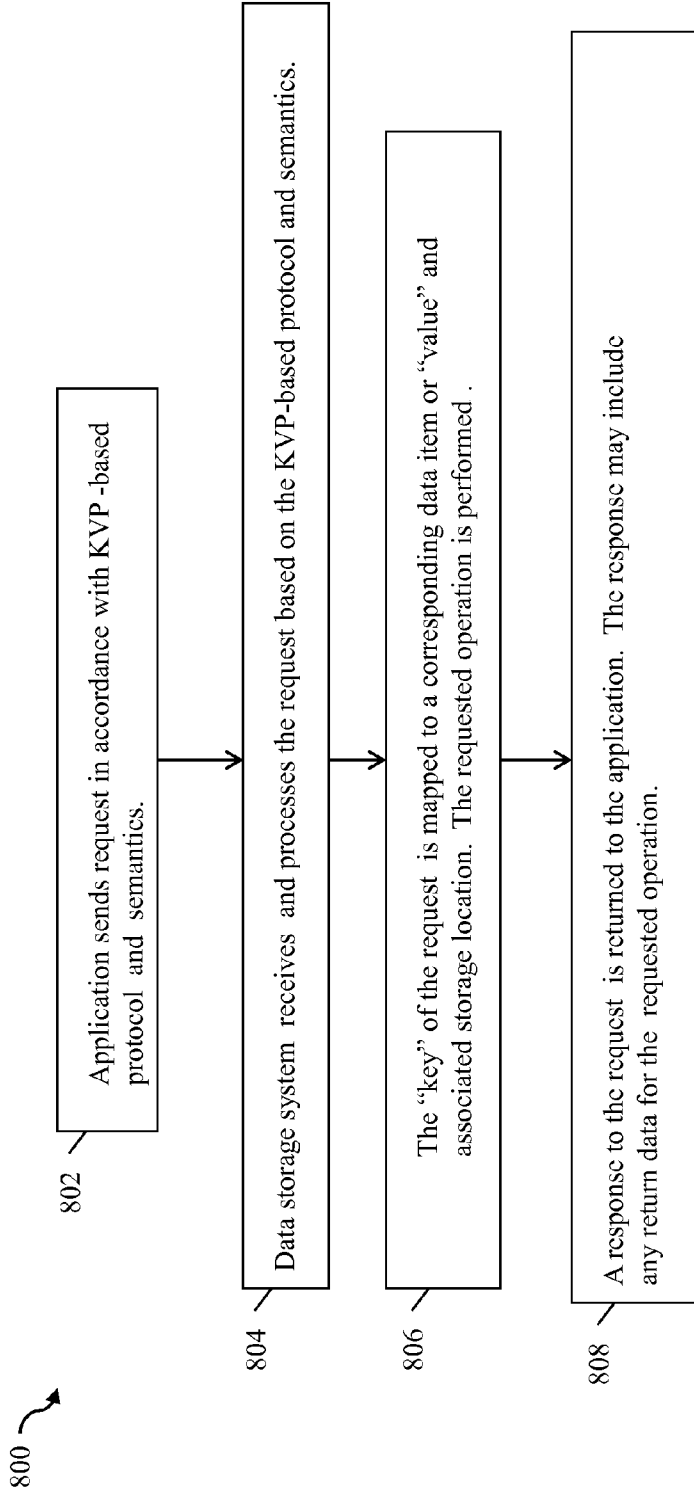 800
802
Application sends request in accordance with KVP -based
protocol and semantics.
804
Data storage system receives and processes the request based on the KVP-based protocol and semantics.
806
The “key” of the request is mapped to a corresponding data item or “value” and
associated storage location. The requested operation is performed .
808
A response to the request is returned to the application. The response may include
any return data for the requested operation.